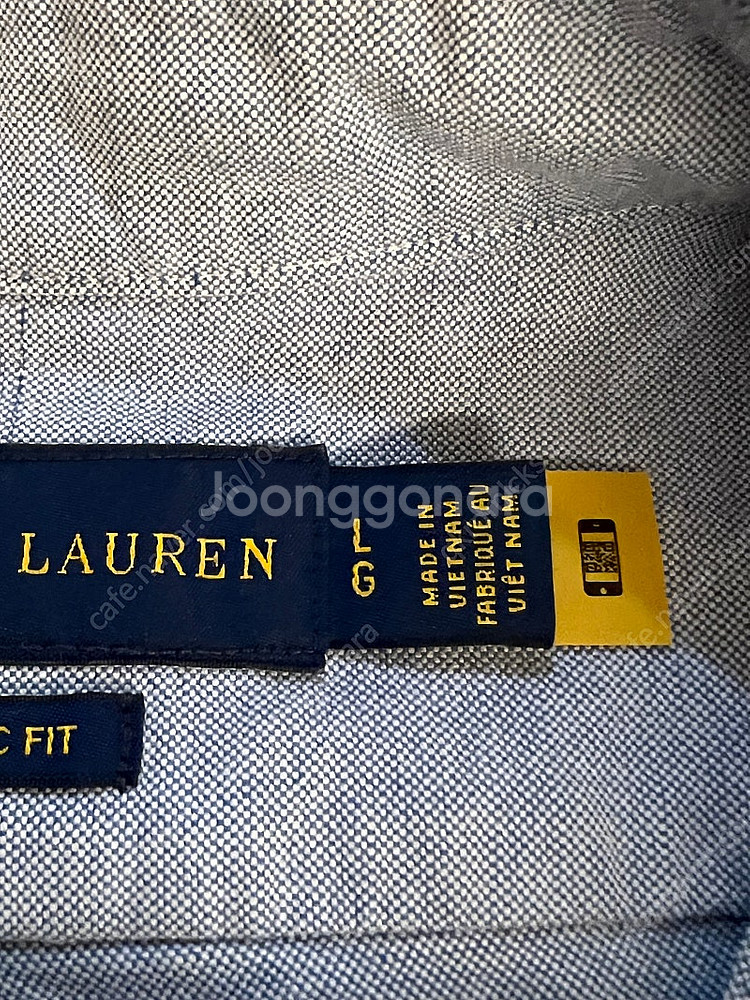 LAUREN
L
G
MADE IN
VIETNAM
FABRIQUÉ AU
VIÊT NAM
C FIT
Joonggonara